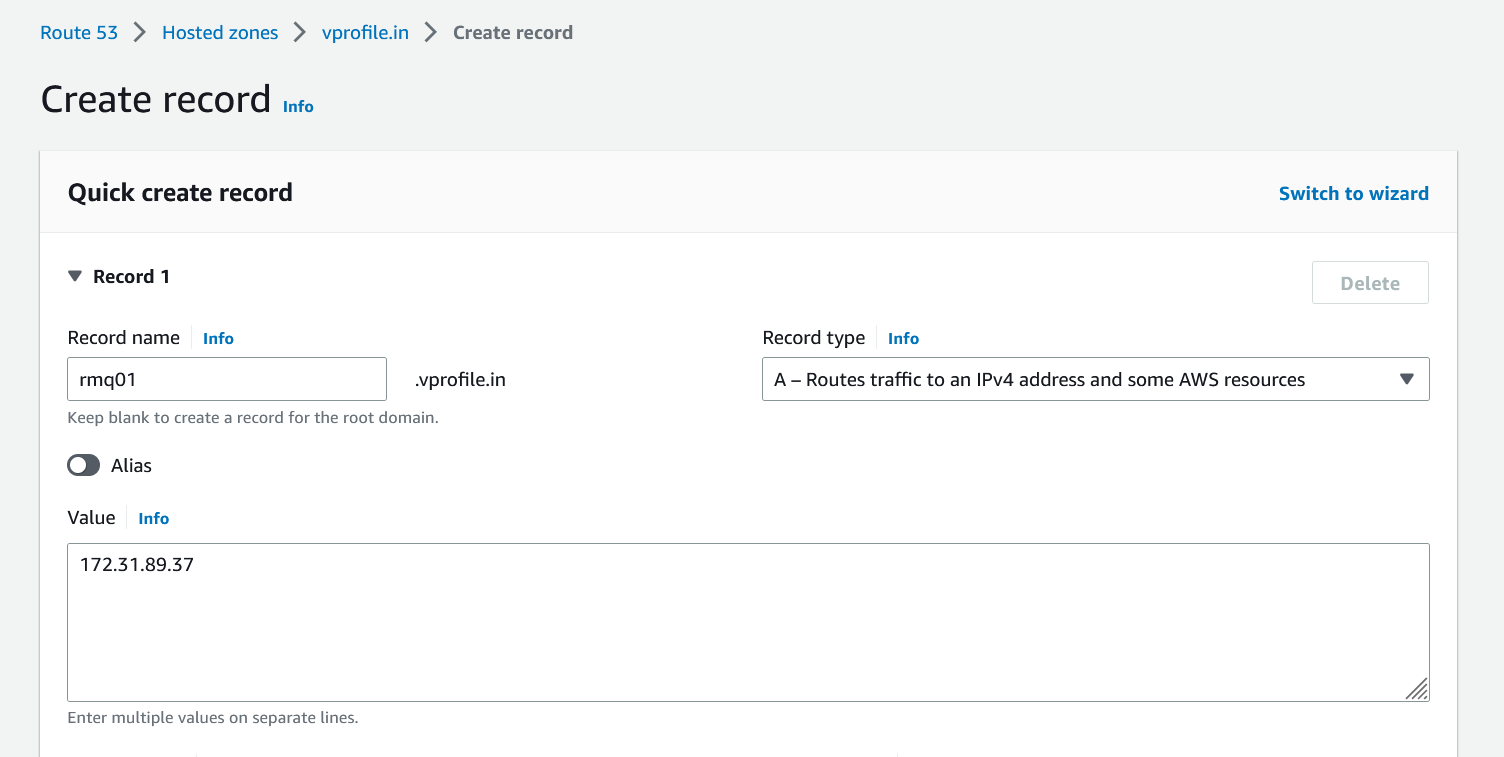 Route 53 > Hosted zones > vprofile.in > Create record
Create record Info
Quick create record Switch to wizard
Record 1 Delete
Record name Info Record type Info
rmq01 .vprofile.in A – Routes traffic to an IPv4 address and some AWS resources
Keep blank to create a record for the root domain.
Alias
Value Info
172.31.89.37
Enter multiple values on separate lines.